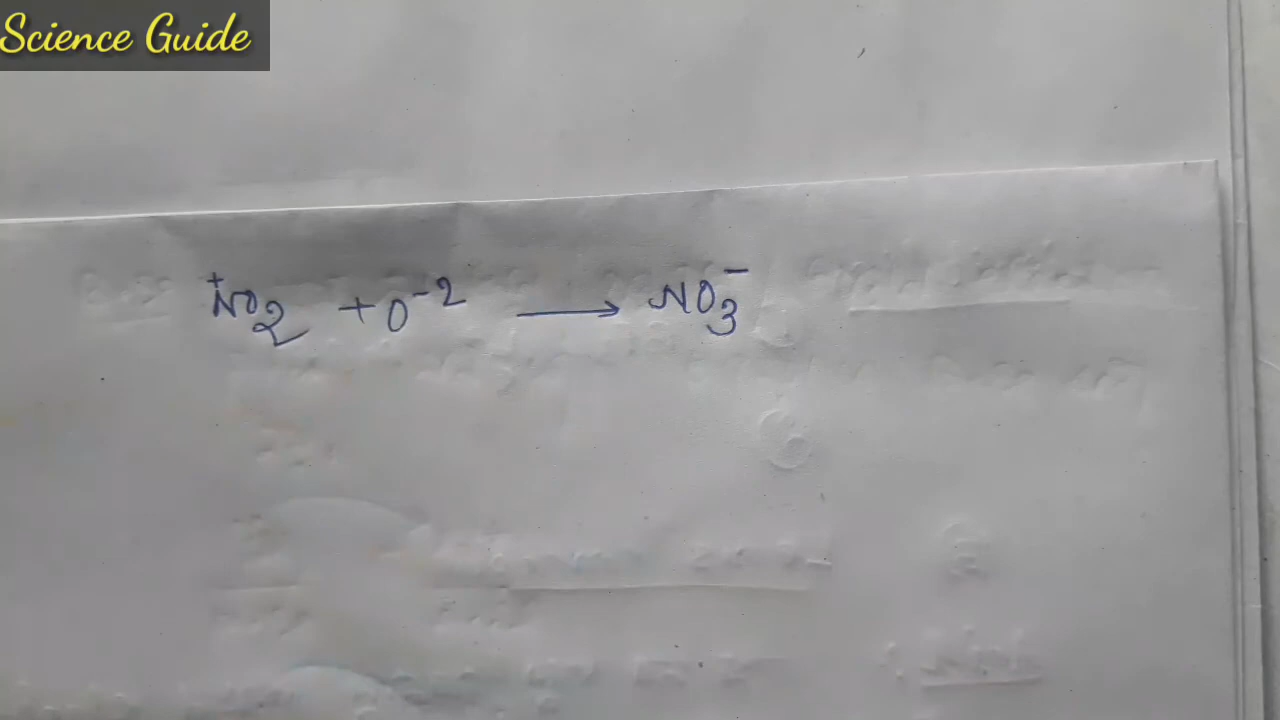 Science Guide
⁺NO₂ + O⁻² ⟶ NO₃⁻